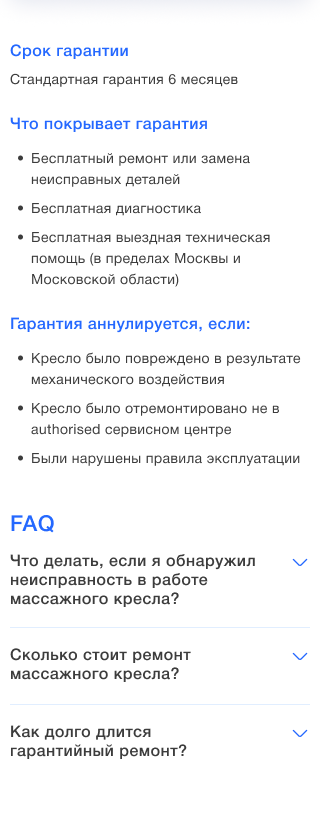 Срок гарантии
Стандартная гарантия 6 месяцев
Что покрывает гарантия
• Бесплатный ремонт или замена
неисправных деталей
• Бесплатная диагностика
• Бесплатная выездная техническая
помощь (в пределах Москвы и
Московской области)
Гарантия аннулируется, если:
• Кресло было повреждено в результате
механического воздействия
• Кресло было отремонтировано не в
authorised сервисном центре
• Были нарушены правила эксплуатации
FAQ
Что делать, если я обнаружил
неисправность в работе
массажного кресла?
Сколько стоит ремонт
массажного кресла?
Как долго длится
гарантийный ремонт?